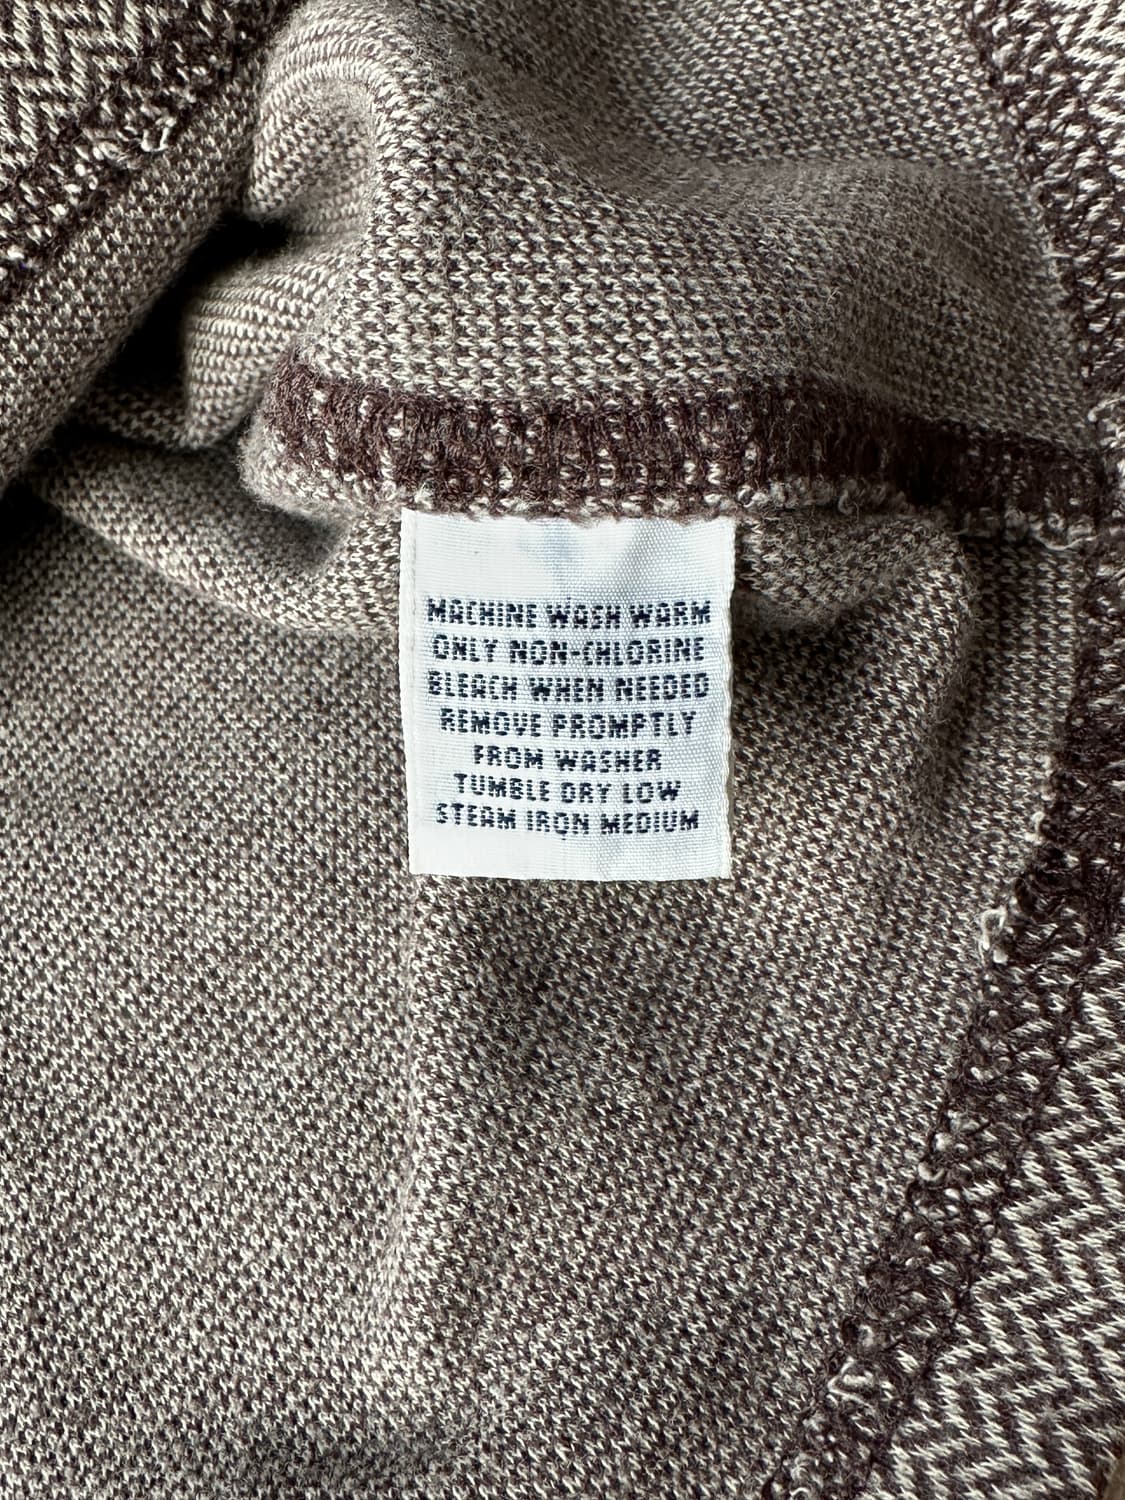 MACHINE WASH WARM
ONLY NON-CHLORINE
BLEACH WHEN NEEDED
REMOVE PROMPTLY
FROM WASHER
TUMBLE DRY LOW
STEAM IRON MEDIUM